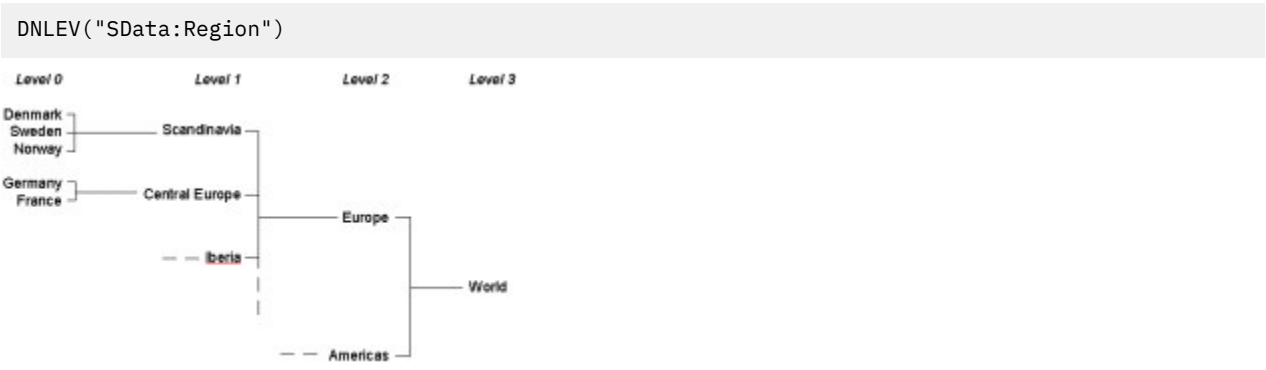 DNLEV("SData:Region")
Level 0 Level 1 Level 2 Level 3
Denmark
Sweden
Norway
Scandinavia
Germany
France
Central Europe
Europe
Iberia
World
Americas